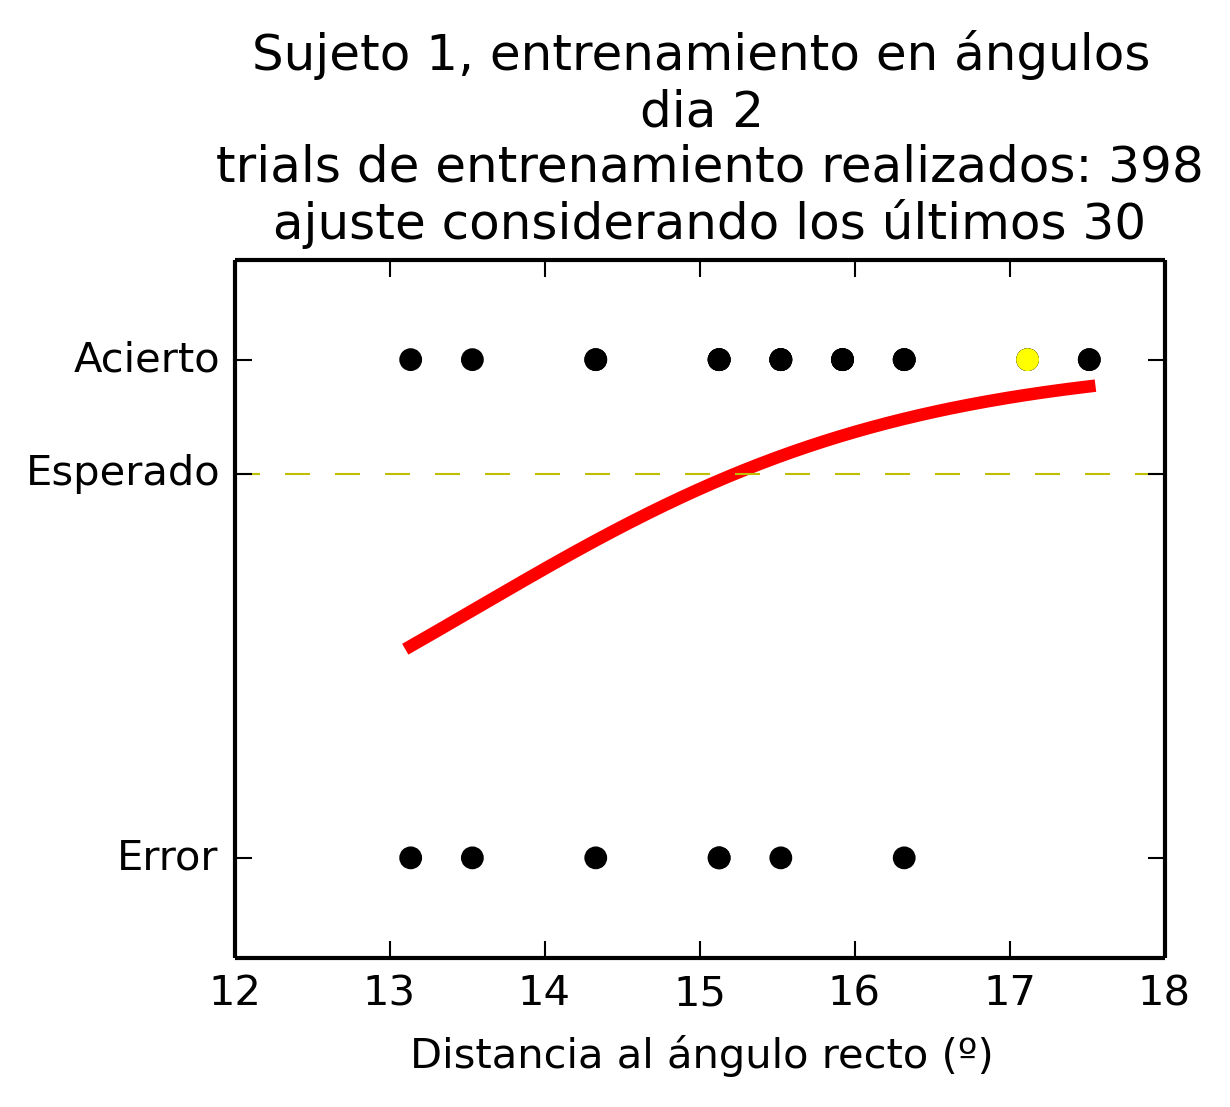 Sujeto 1, entrenamiento en ángulos
dia 2
trials de entrenamiento realizados: 398
ajuste considerando los últimos 30
Acierto
Esperado
Error
12 13 14 15 16 17 18
Distancia al ángulo recto (º)